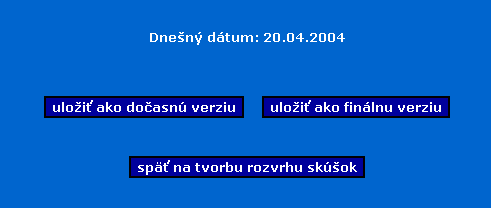 Dnešný dátum: 20.04.2004
uložiť ako dočasnú verziu
uložiť ako finálnu verziu
späť na tvorbu rozvrhu skúšok